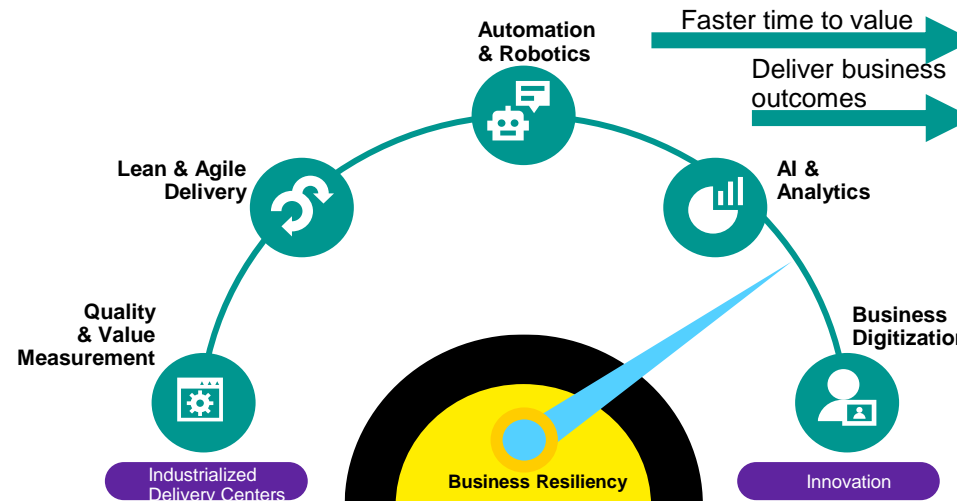 Automation
& Robotics
Faster time to value
Deliver business
outcomes
Lean & Agile
Delivery
AI &
Analytics
Quality
& Value
Measurement
Business
Digitization
Industrialized
Delivery Centers
Business Resiliency
Innovation